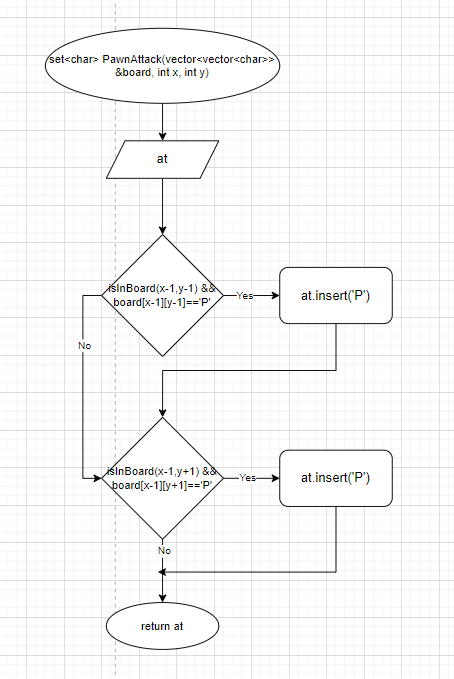 set<char> PawnAttack(vector<vector<char>>
&board, int x, int y)
at
isInBoard(x-1,y-1) &&
board[x-1][y-1]=='P'
Yes
at.insert('P')
No
isInBoard(x-1,y+1) &&
board[x-1][y+1]=='P'
Yes
at.insert('P')
No
return at